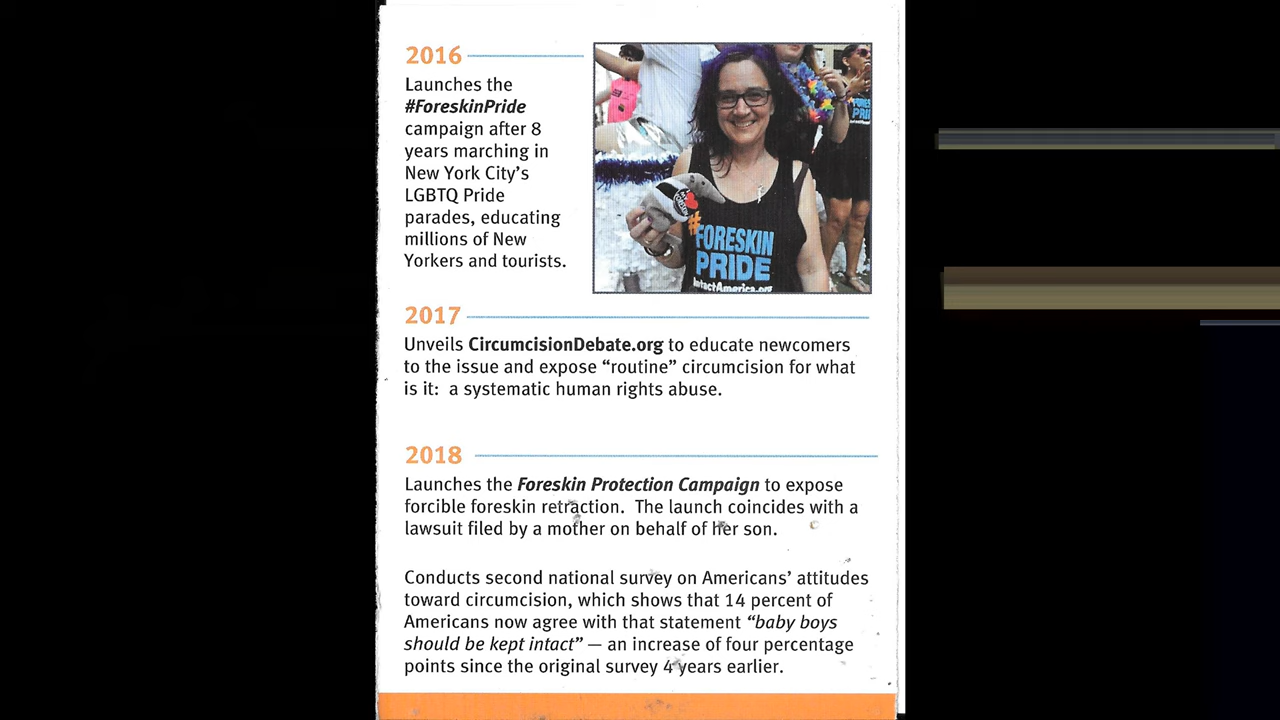 2016
Launches the
#ForeskinPride
campaign after 8
years marching in
New York City's
LGBTQ Pride
parades, educating
millions of New
Yorkers and tourists.
#FORESKIN
PRIDE
IntactAmerica.org
2017
Unveils CircumcisionDebate.org to educate newcomers
to the issue and expose “routine” circumcision for what
is it:  a systematic human rights abuse.
2018
Launches the Foreskin Protection Campaign to expose
forcible foreskin retraction.  The launch coincides with a
lawsuit filed by a mother on behalf of her son.
Conducts second national survey on Americans' attitudes
toward circumcision, which shows that 14 percent of
Americans now agree with that statement “baby boys
should be kept intact” — an increase of four percentage
points since the original survey 4 years earlier.